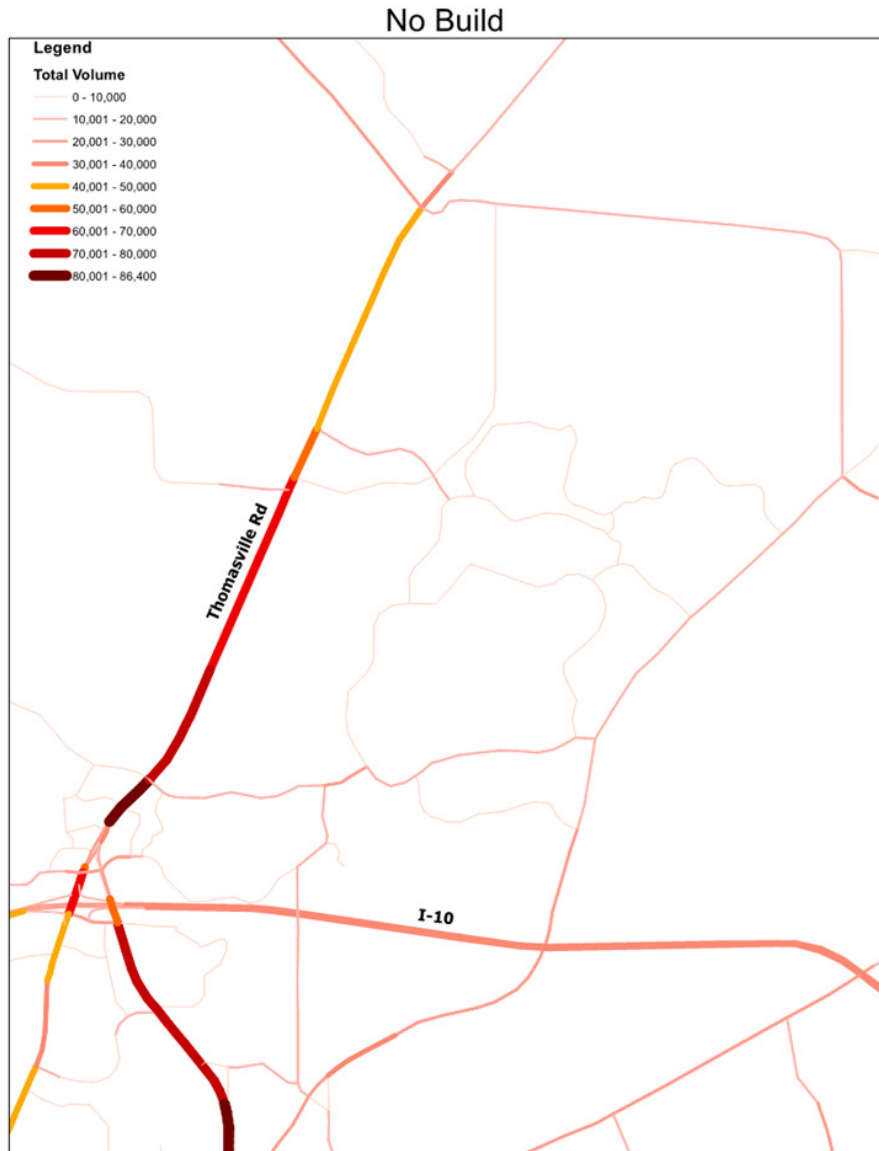 No Build
Legend
Total Volume
0 - 10,000
10,001 - 20,000
20,001 - 30,000
30,001 - 40,000
40,001 - 50,000
50,001 - 60,000
60,001 - 70,000
70,001 - 80,000
80,001 - 86,400
Thomasville Rd
I-10